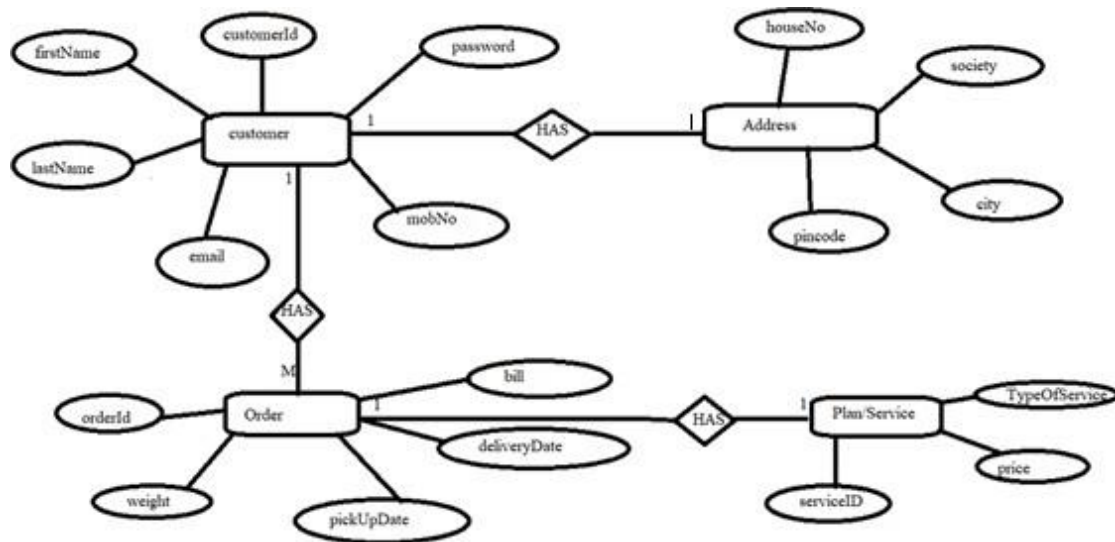 customerId
houseNo
firstName
password
society
customer
1
HAS
1
Address
lastName
1
mobNo
city
email
pincode
HAS
M
bill
orderId
Order
1
HAS
1
Plan/Service
TypeOfService
deliveryDate
price
weight
serviceID
pickUpDate